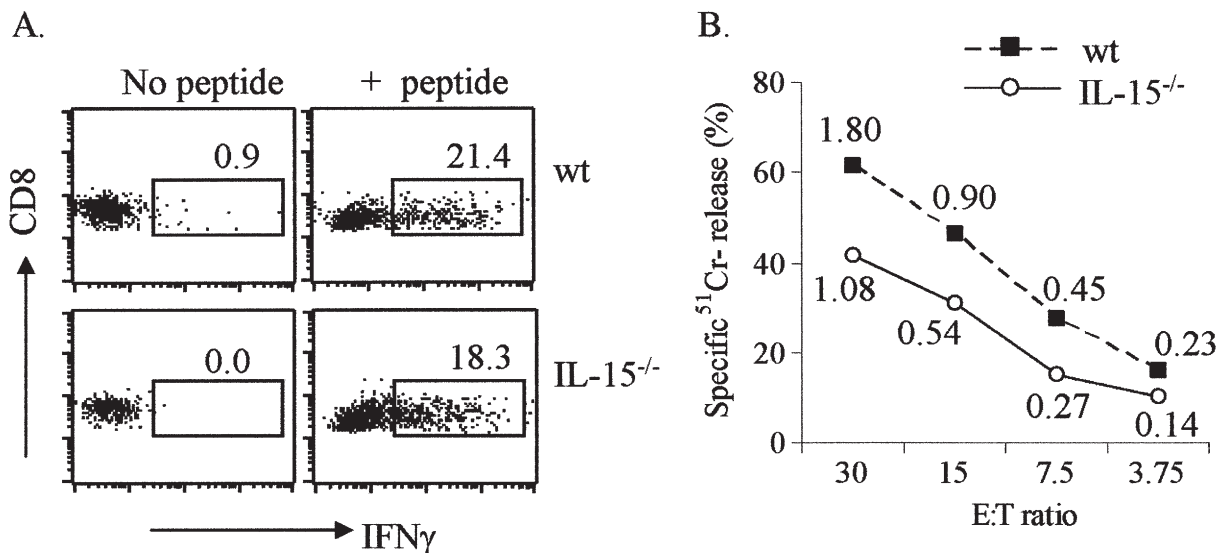 A.
No peptide
+ peptide
0.9
21.4
wt
0.0
18.3
IL-15-/-
CD8
IFNγ
B.
wt
IL-15-/-
Specific 51Cr- release (%)
80
60
40
20
0
1.80
0.90
0.45
0.23
1.08
0.54
0.27
0.14
30
15
7.5
3.75
E:T ratio